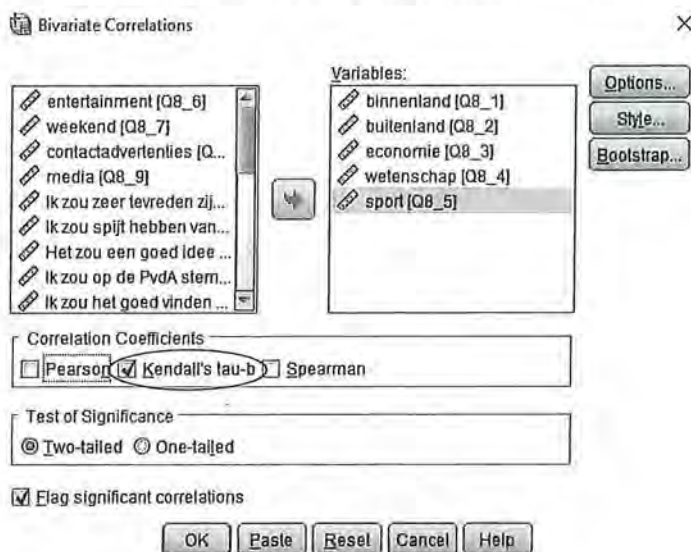 Bivariate Correlations
entertainment [Q8_6]
weekend [Q8_7]
contactadvertenties [Q...
media [Q8_9]
Ik zou zeer tevreden zij...
Ik zou spijt hebben van...
Het zou een goed idee ...
Ik zou op de PvdA stem...
Ik zou het goed vinden ...
Variables:
binnenland [Q8_1]
buitenland [Q8_2]
economie [Q8_3]
wetenschap [Q8_4]
sport [Q8_5]
Options...
Style...
Bootstrap...
Correlation Coefficients
Pearson Kendall's tau-b Spearman
Test of Significance
Two-tailed One-tailed
Flag significant correlations
OK Paste Reset Cancel Help